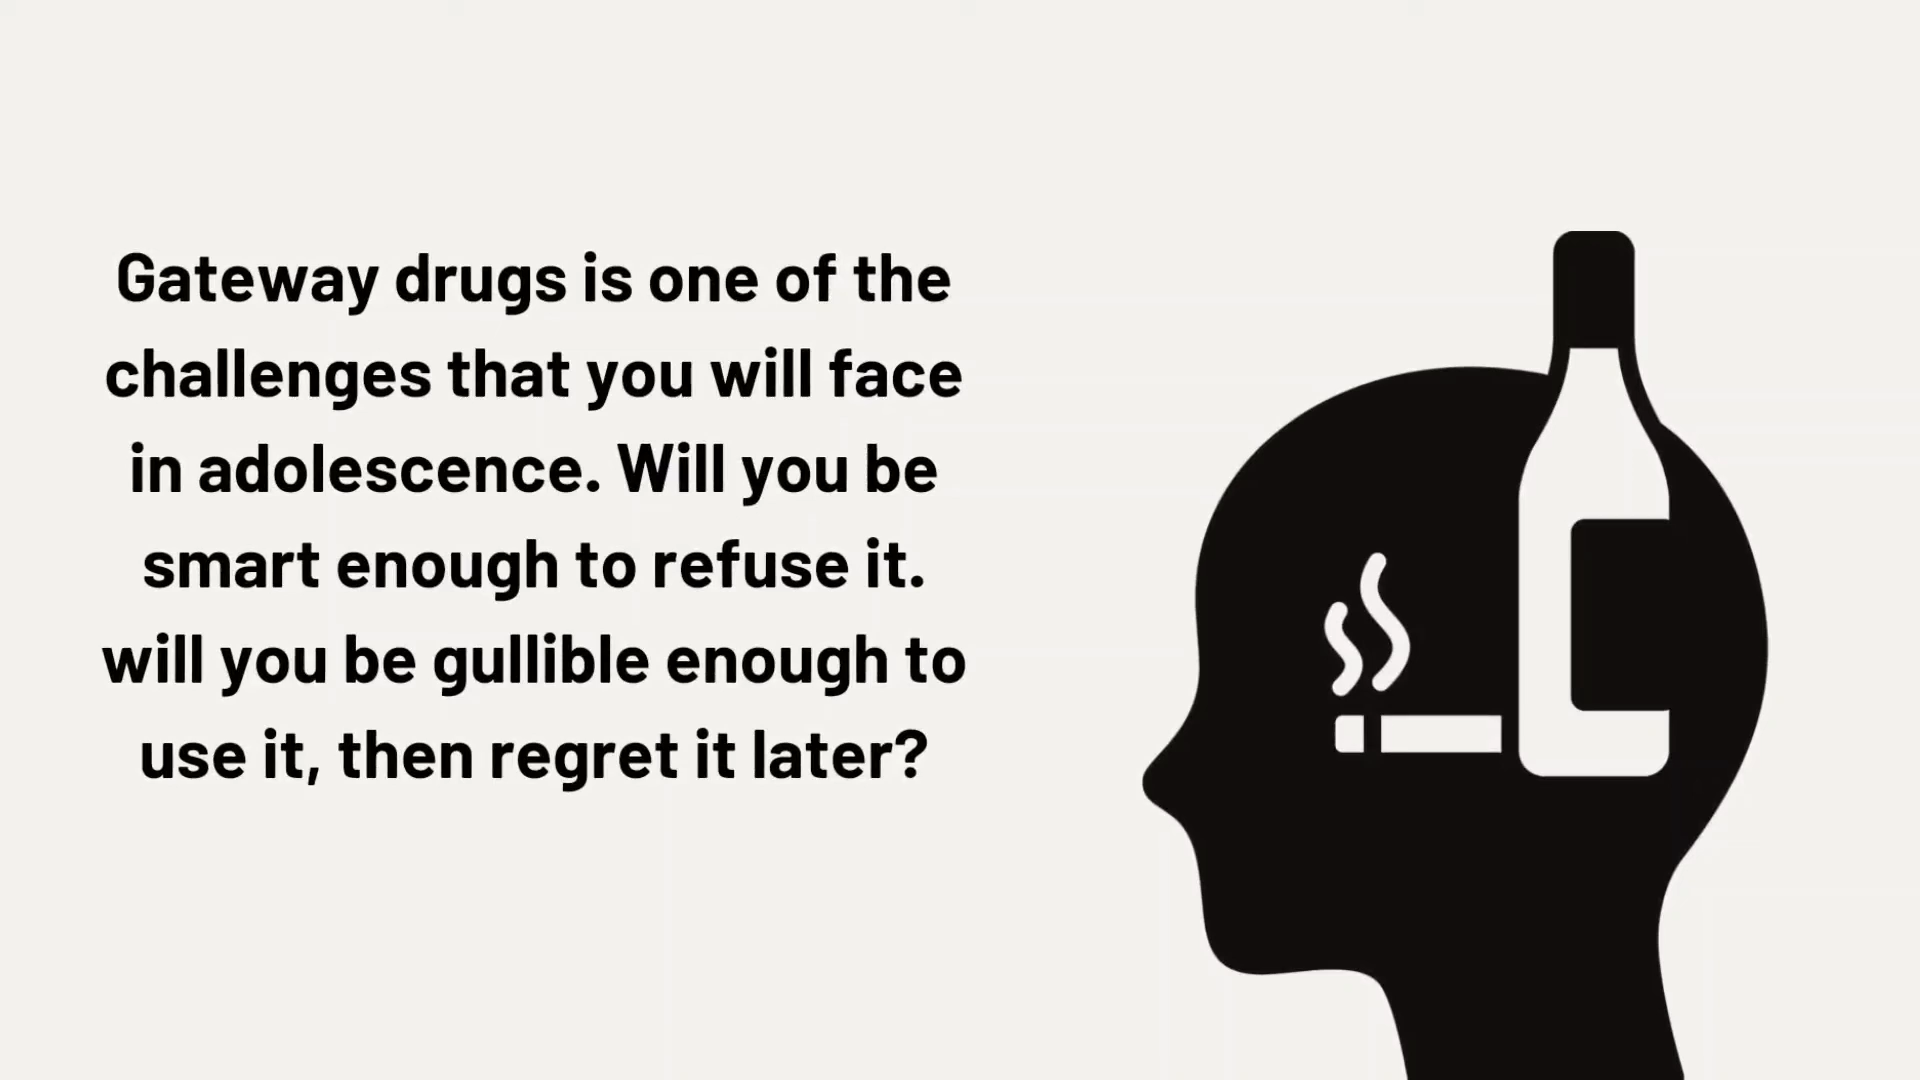 Gateway drugs is one of the
challenges that you will face
in adolescence. Will you be
smart enough to refuse it.
will you be gullible enough to
use it, then regret it later?